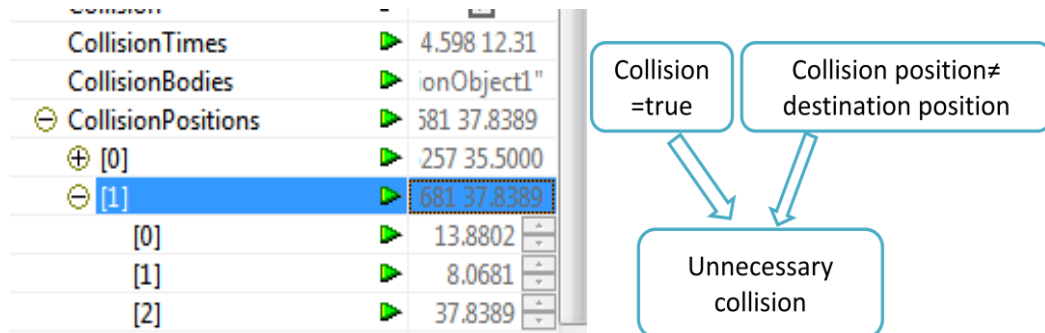 CollisionTimes 4.598 12.31
CollisionBodies ionObject1"
CollisionPositions 581 37.8389
[0] 257 35.5000
[1] 681 37.8389
[0] 13.8802
[1] 8.0681
[2] 37.8389
Collision
=true
Collision position≠
destination position
Unnecessary
collision